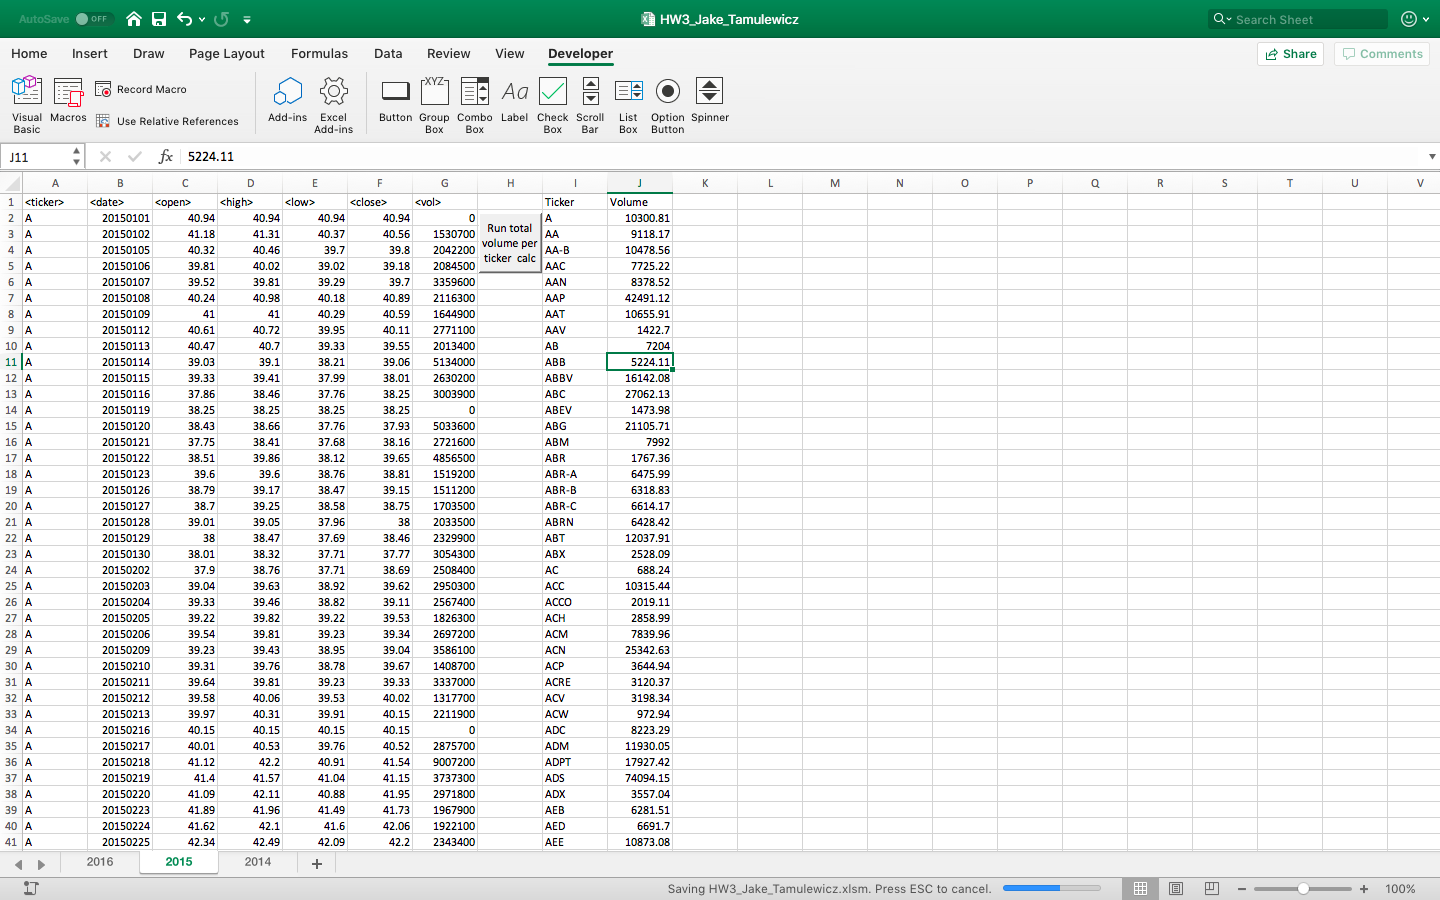 AutoSave OFF HW3_Jake_Tamulewicz Search Sheet
Home Insert Draw Page Layout Formulas Data Review View Developer Share Comments
Visual Basic Macros Record Macro Use Relative References Add-ins Excel Add-ins Button XYZ Group Box Combo Box Aa Label Check Box Scroll Bar List Box Option Button Spinner
J11 fx 5224.11
A B C D E F G H I J K L M N O P Q R S T U V
1 <ticker> <date> <open> <high> <low> <close> <vol> Ticker Volume
2 A 20150101 40.94 40.94 40.94 40.94 0 A 10300.81
Run total
volume per
ticker calc
3 A 20150102 41.18 41.31 40.37 40.56 1530700 AA 9118.17
4 A 20150105 40.32 40.46 39.7 39.8 2042200 AA-B 10478.56
5 A 20150106 39.81 40.02 39.02 39.18 2084500 AAC 7725.22
6 A 20150107 39.52 39.81 39.29 39.7 3359600 AAN 8378.52
7 A 20150108 40.24 40.98 40.18 40.89 2116300 AAP 42491.12
8 A 20150109 41 41 40.29 40.59 1644900 AAT 10655.91
9 A 20150112 40.61 40.72 39.95 40.11 2771100 AAV 1422.7
10 A 20150113 40.47 40.7 39.33 39.55 2013400 AB 7204
11 A 20150114 39.03 39.1 38.21 39.06 5134000 ABB 5224.11
12 A 20150115 39.33 39.41 37.99 38.01 2630200 ABBV 16142.08
13 A 20150116 37.86 38.46 37.76 38.25 3003900 ABC 27062.13
14 A 20150119 38.25 38.25 38.25 38.25 0 ABEV 1473.98
15 A 20150120 38.43 38.66 37.76 37.93 5033600 ABG 21105.71
16 A 20150121 37.75 38.41 37.68 38.16 2721600 ABM 7992
17 A 20150122 38.51 39.86 38.12 39.65 4856500 ABR 1767.36
18 A 20150123 39.6 39.6 38.76 38.81 1519200 ABR-A 6475.99
19 A 20150126 38.79 39.17 38.47 39.15 1511200 ABR-B 6318.83
20 A 20150127 38.7 39.25 38.58 38.75 1703500 ABR-C 6614.17
21 A 20150128 39.01 39.05 37.96 38 2033500 ABRN 6428.42
22 A 20150129 38 38.47 37.69 38.46 2329900 ABT 12037.91
23 A 20150130 38.01 38.32 37.71 37.77 3054300 ABX 2528.09
24 A 20150202 37.9 38.76 37.71 38.69 2508400 AC 688.24
25 A 20150203 39.04 39.63 38.92 39.62 2950300 ACC 10315.44
26 A 20150204 39.33 39.46 38.82 39.11 2567400 ACCO 2019.11
27 A 20150205 39.22 39.82 39.22 39.53 1826300 ACH 2858.99
28 A 20150206 39.54 39.81 39.23 39.34 2697200 ACM 7839.96
29 A 20150209 39.23 39.43 38.95 39.04 3586100 ACN 25342.63
30 A 20150210 39.31 39.76 38.78 39.67 1408700 ACP 3644.94
31 A 20150211 39.64 39.81 39.23 39.33 3337000 ACRE 3120.37
32 A 20150212 39.58 40.06 39.53 40.02 1317700 ACV 3198.34
33 A 20150213 39.97 40.31 39.91 40.15 2211900 ACW 972.94
34 A 20150216 40.15 40.15 40.15 40.15 0 ADC 8223.29
35 A 20150217 40.01 40.53 39.76 40.52 2875700 ADM 11930.05
36 A 20150218 41.12 42.2 40.91 41.54 9007200 ADPT 17927.42
37 A 20150219 41.4 41.57 41.04 41.15 3737300 ADS 74094.15
38 A 20150220 41.09 42.11 40.88 41.95 2971800 ADX 3557.04
39 A 20150223 41.89 41.96 41.49 41.73 1967900 AEB 6281.51
40 A 20150224 41.62 42.1 41.6 42.06 1922100 AED 6691.7
41 A 20150225 42.34 42.49 42.09 42.2 2343400 AEE 10873.08
2016 2015 2014 +
Saving HW3_Jake_Tamulewicz.xlsm. Press ESC to cancel. 100%